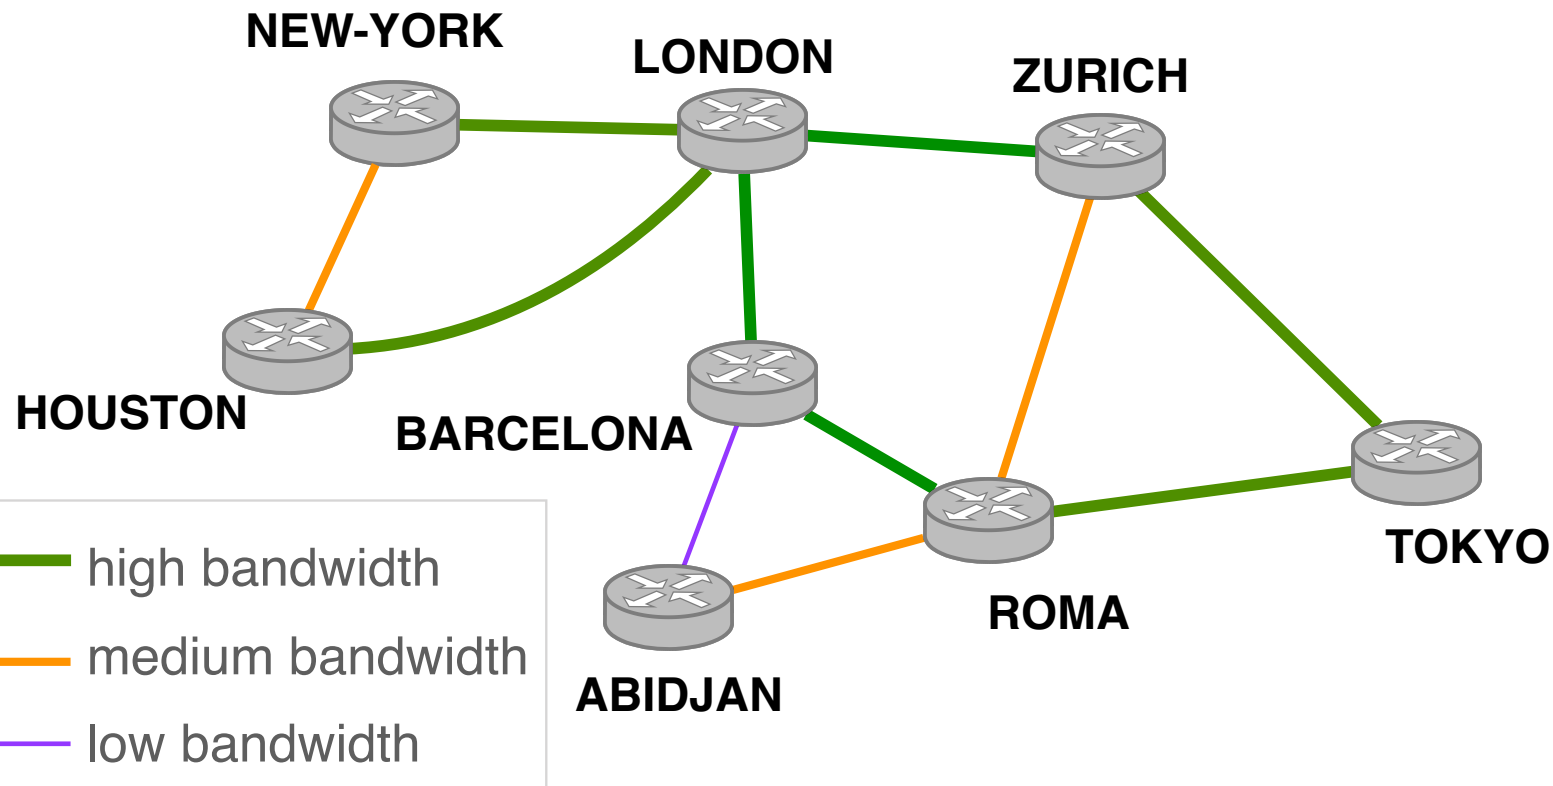 NEW-YORK
LONDON
ZURICH
HOUSTON
BARCELONA
TOKYO
ROMA
ABIDJAN
high bandwidth
medium bandwidth
low bandwidth